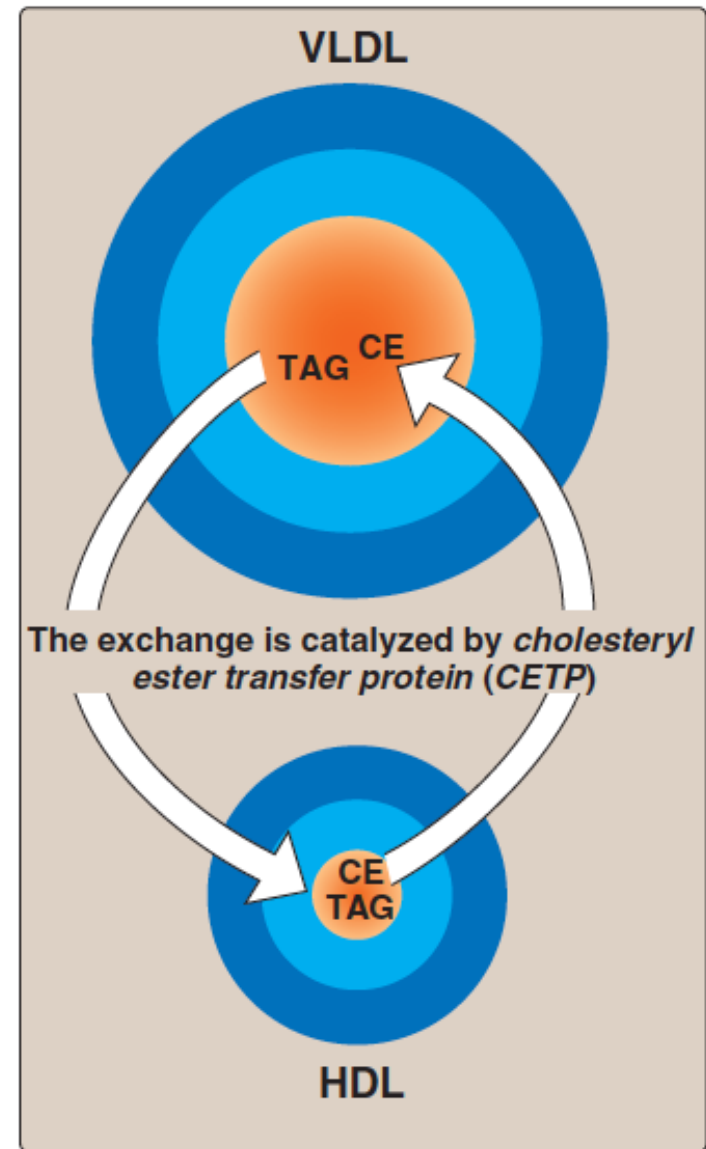 VLDL
TAG CE
The exchange is catalyzed by cholesteryl
ester transfer protein (CETP)
CE
TAG
HDL